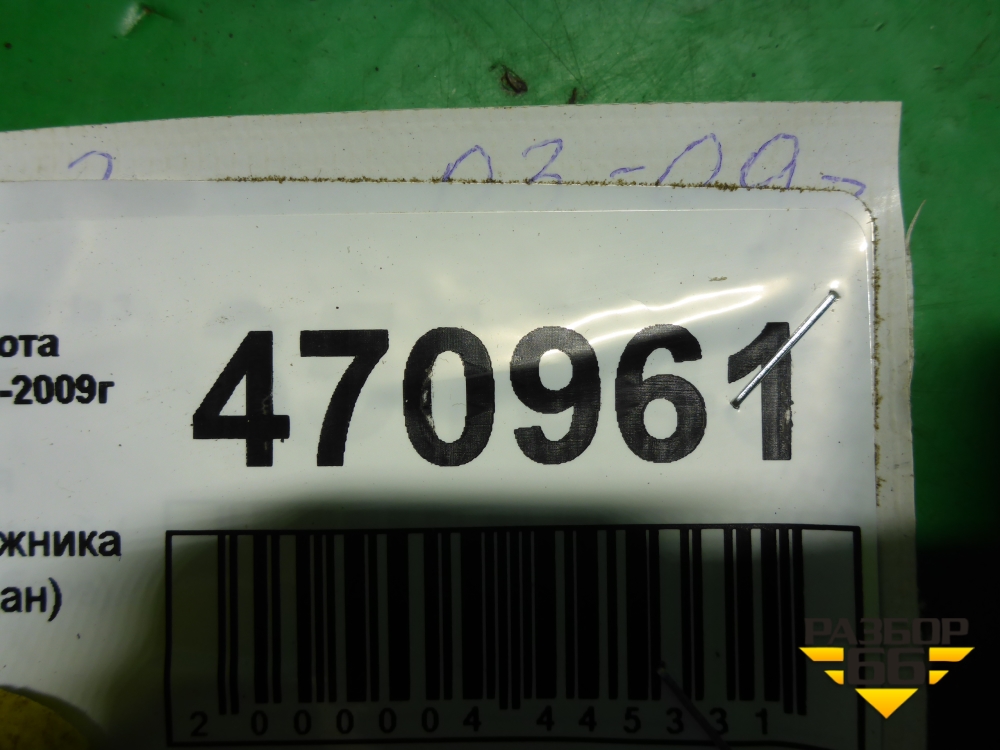 ота
-2009г
470961
жника
ан)
2 000004 445331
РАЗБОР
66